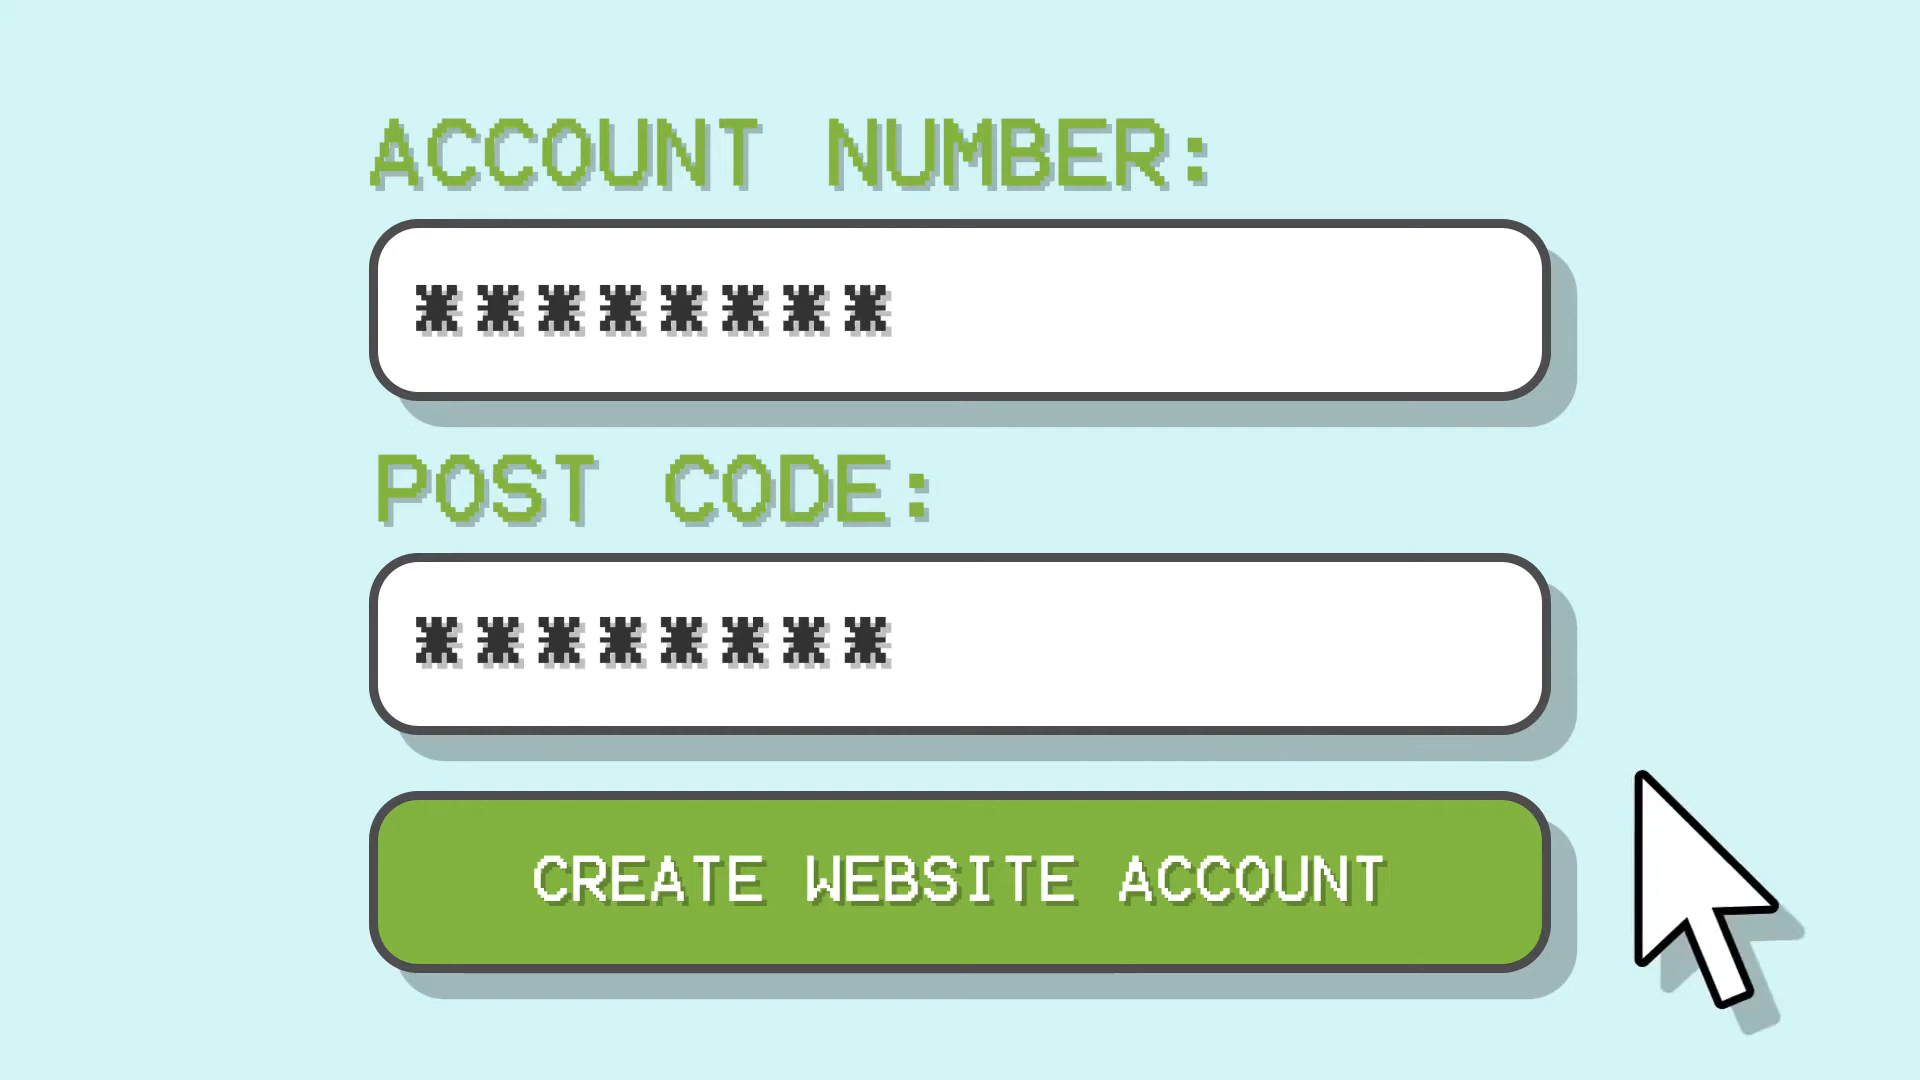 ACCOUNT NUMBER:
********
POST CODE:
********
CREATE WEBSITE ACCOUNT